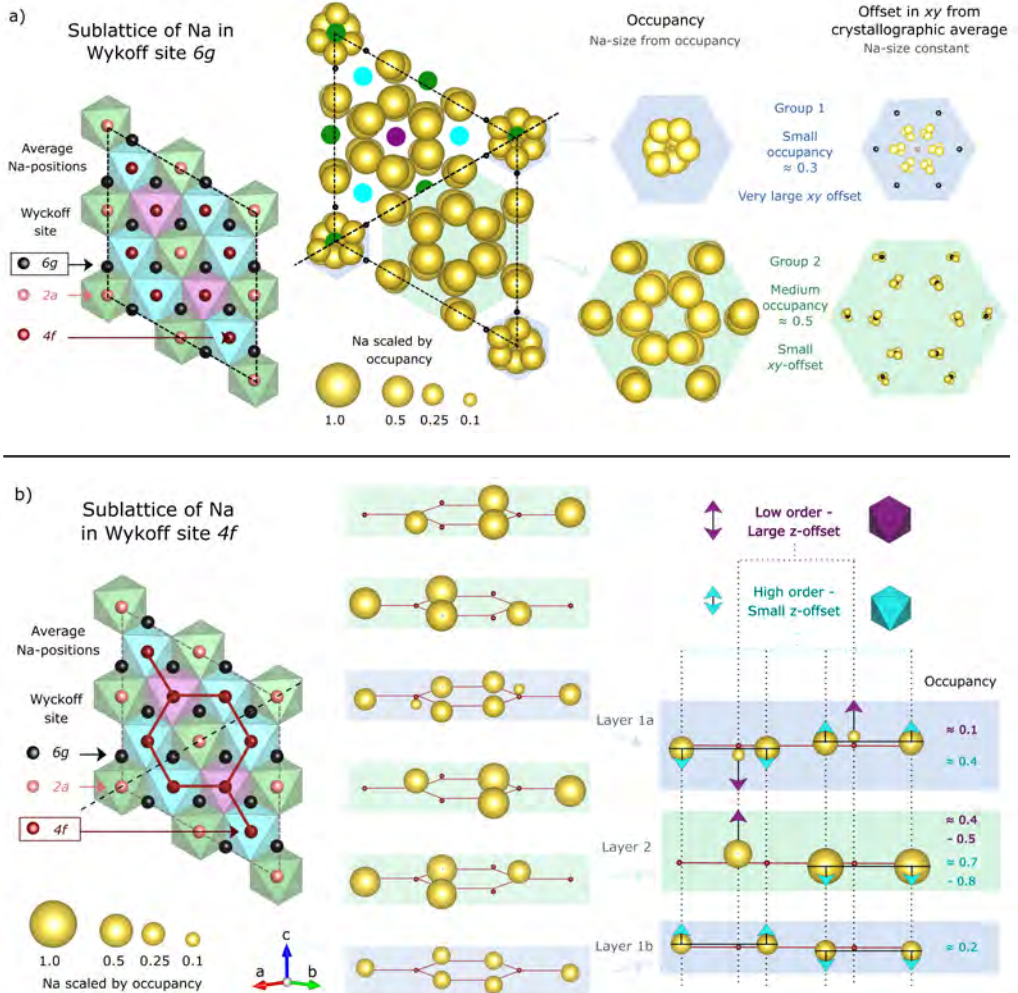 a)
Sublattice of Na in
Wykoff site 6g
Average
Na-positions
Wyckoff
site
6g
2a
4f
Na scaled by
occupancy
1.0
0.5
0.25
0.1
Occupancy
Na-size from occupancy
Offset in xy from
crystallographic average
Na-size constant
Group 1
Small
occupancy
≈ 0.3
Very large xy offset
Group 2
Medium
occupancy
≈ 0.5
Small
xy-offset
b)
Sublattice of Na
in Wykoff site 4f
Average
Na-positions
Wyckoff
site
6g
2a
4f
1.0
0.5
0.25
0.1
Na scaled by occupancy
c
a
b
Low order -
Large z-offset
High order -
Small z-offset
Occupancy
Layer 1a
≈ 0.1
≈ 0.4
Layer 2
≈ 0.4
- 0.5
≈ 0.7
- 0.8
Layer 1b
≈ 0.2